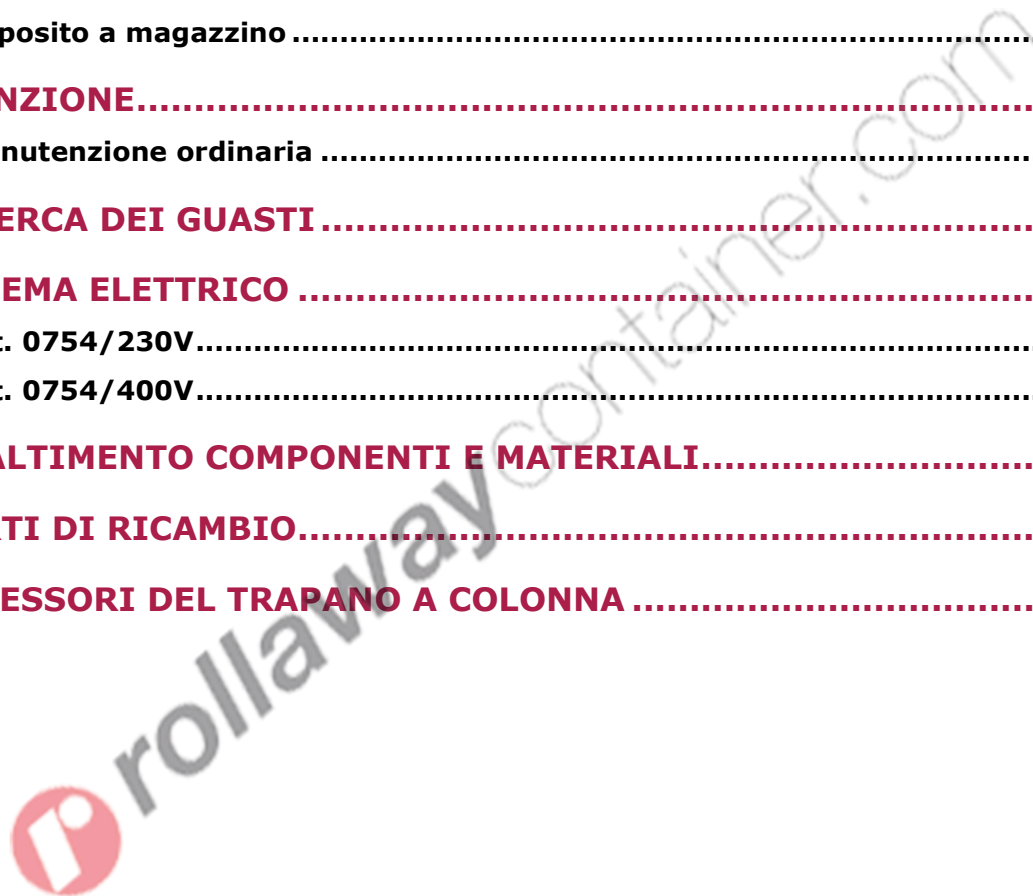 posito a magazzino
NZIONE
nutenzione ordinaria
ERCA DEI GUASTI
EMA ELETTRICO
t. 0754/230V
t. 0754/400V
ALTIMENTO COMPONENTI E MATERIALI
RTI DI RICAMBIO
ESSORI DEL TRAPANO A COLONNA
rollawaycontainer.com